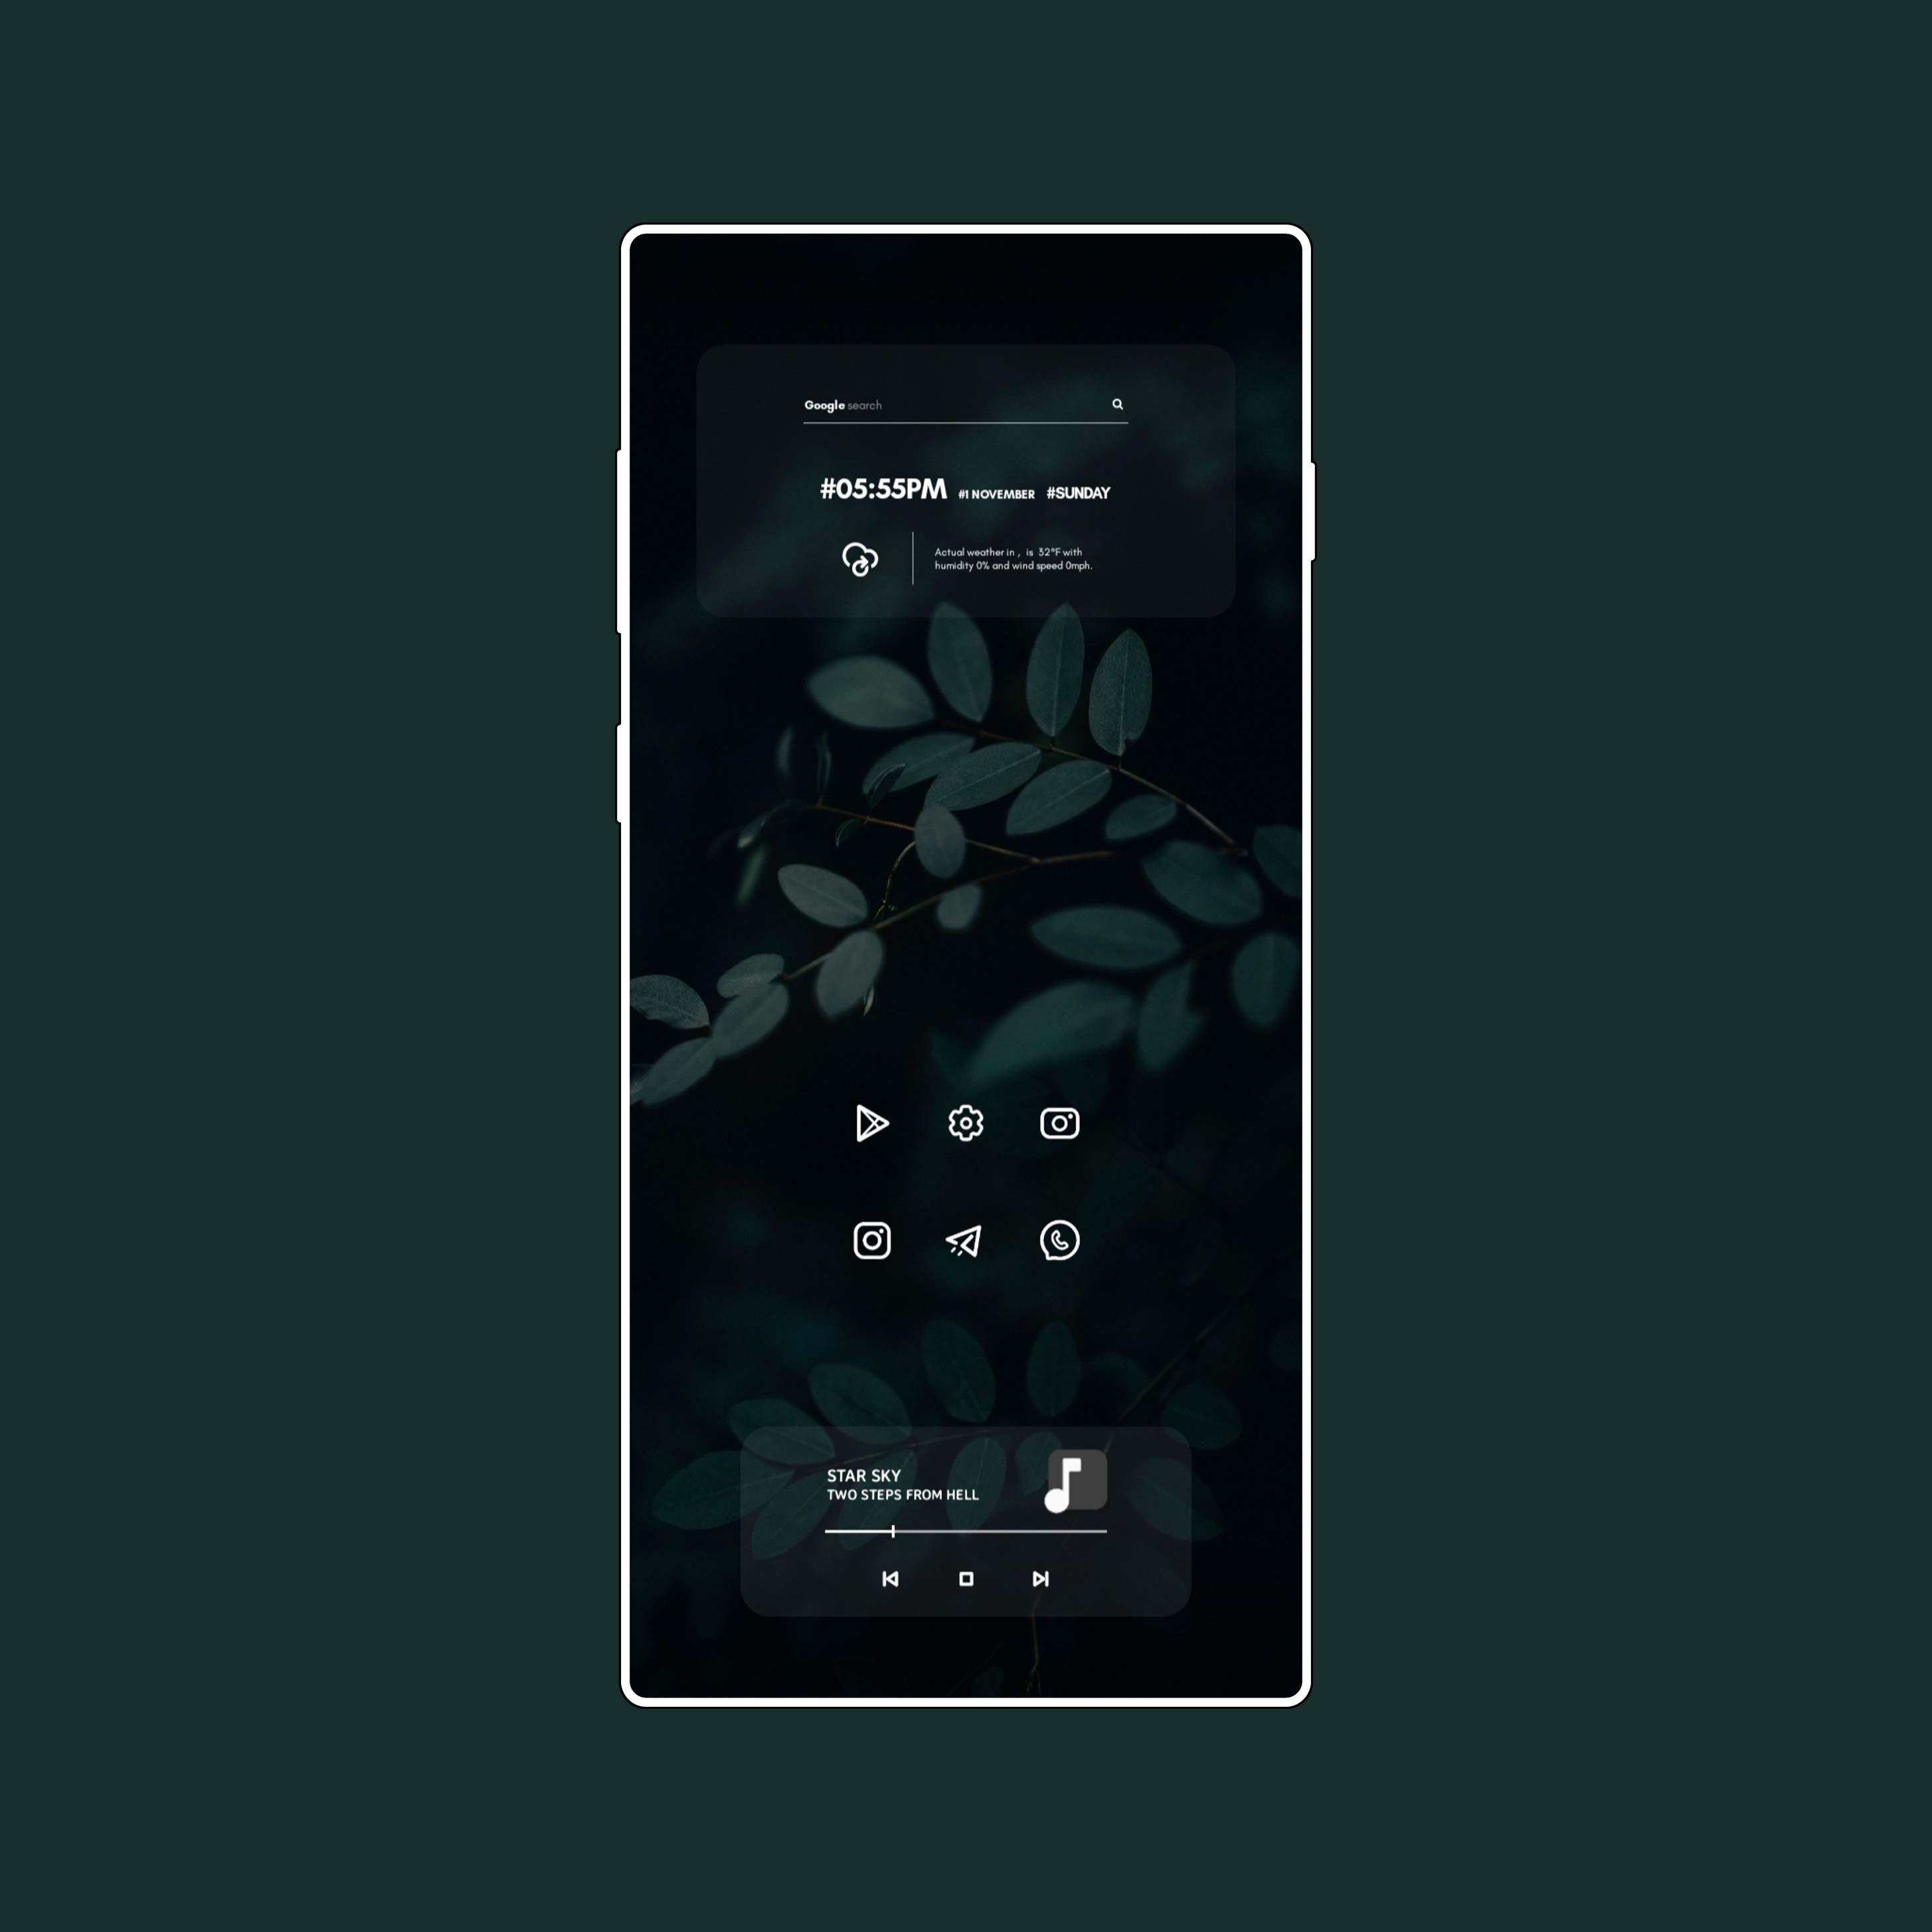 Google search
#05:55PM #1 NOVEMBER #SUNDAY
Actual weather in , is 32°F with
humidity 0% and wind speed 0mph.
STAR SKY
TWO STEPS FROM HELL